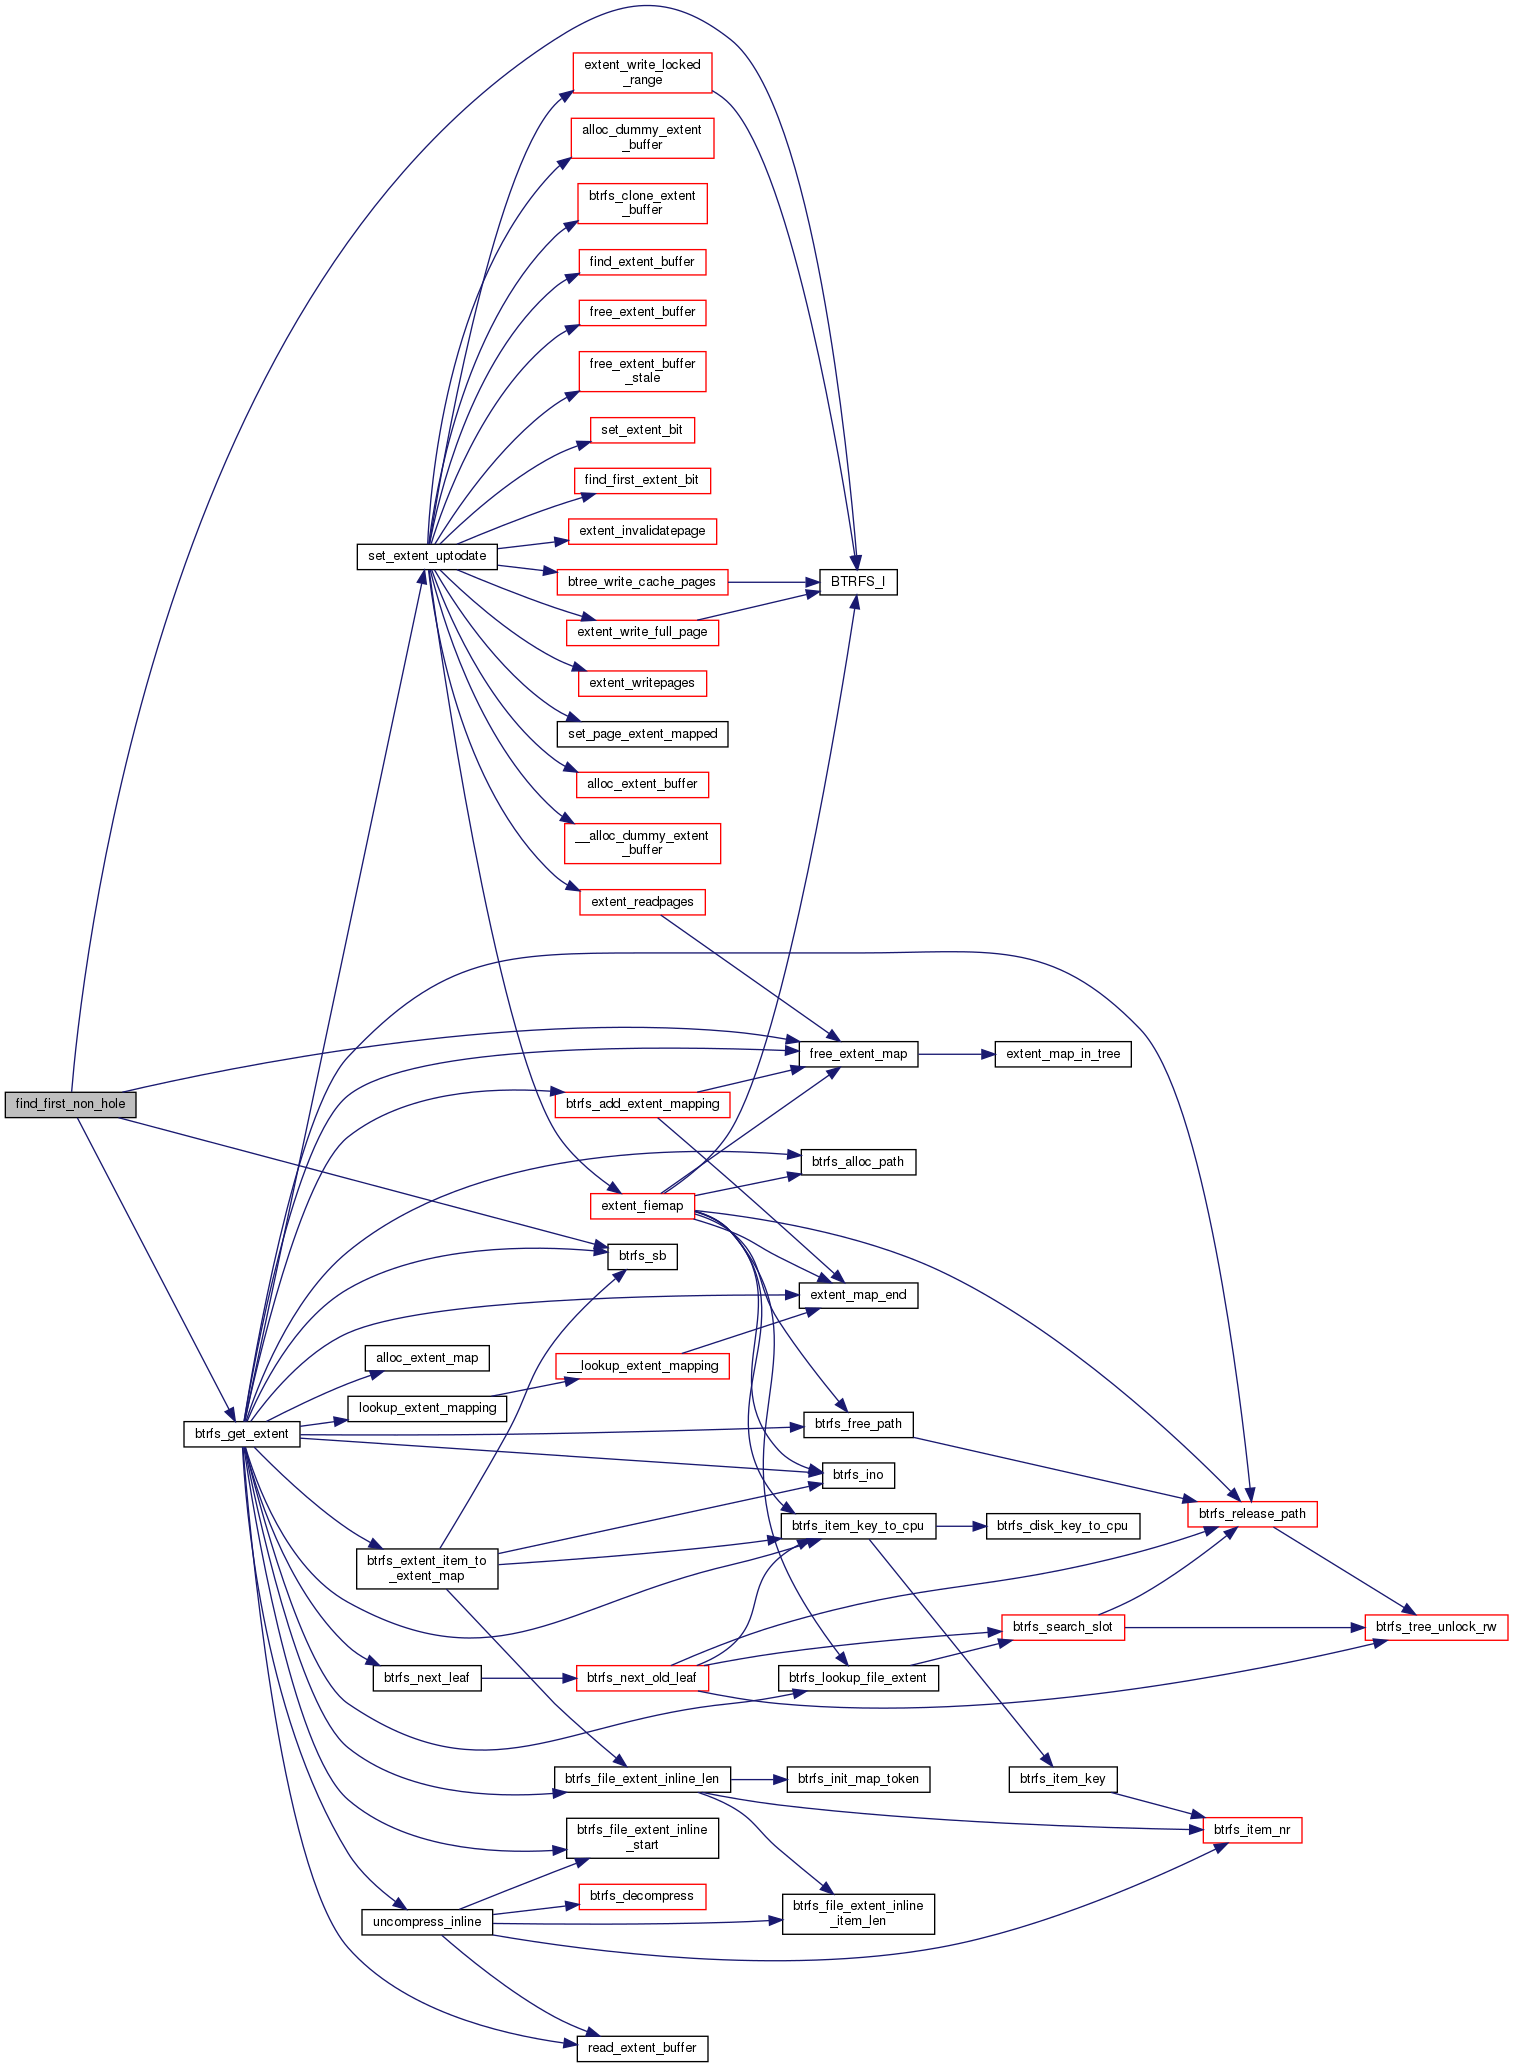 extent_write_locked
_range
alloc_dummy_extent
_buffer
btrfs_clone_extent
_buffer
find_extent_buffer
free_extent_buffer
free_extent_buffer
_stale
set_extent_bit
find_first_extent_bit
extent_invalidatepage
set_extent_uptodate
btree_write_cache_pages
BTRFS_I
extent_write_full_page
extent_writepages
set_page_extent_mapped
alloc_extent_buffer
__alloc_dummy_extent
_buffer
extent_readpages
free_extent_map
extent_map_in_tree
find_first_non_hole
btrfs_add_extent_mapping
btrfs_alloc_path
extent_fiemap
btrfs_sb
extent_map_end
alloc_extent_map
__lookup_extent_mapping
lookup_extent_mapping
btrfs_get_extent
btrfs_free_path
btrfs_ino
btrfs_release_path
btrfs_item_key_to_cpu
btrfs_disk_key_to_cpu
btrfs_extent_item_to
_extent_map
btrfs_search_slot
btrfs_tree_unlock_rw
btrfs_next_leaf
btrfs_next_old_leaf
btrfs_lookup_file_extent
btrfs_file_extent_inline_len
btrfs_init_map_token
btrfs_item_key
btrfs_file_extent_inline
_start
btrfs_item_nr
btrfs_decompress
btrfs_file_extent_inline
_item_len
uncompress_inline
read_extent_buffer